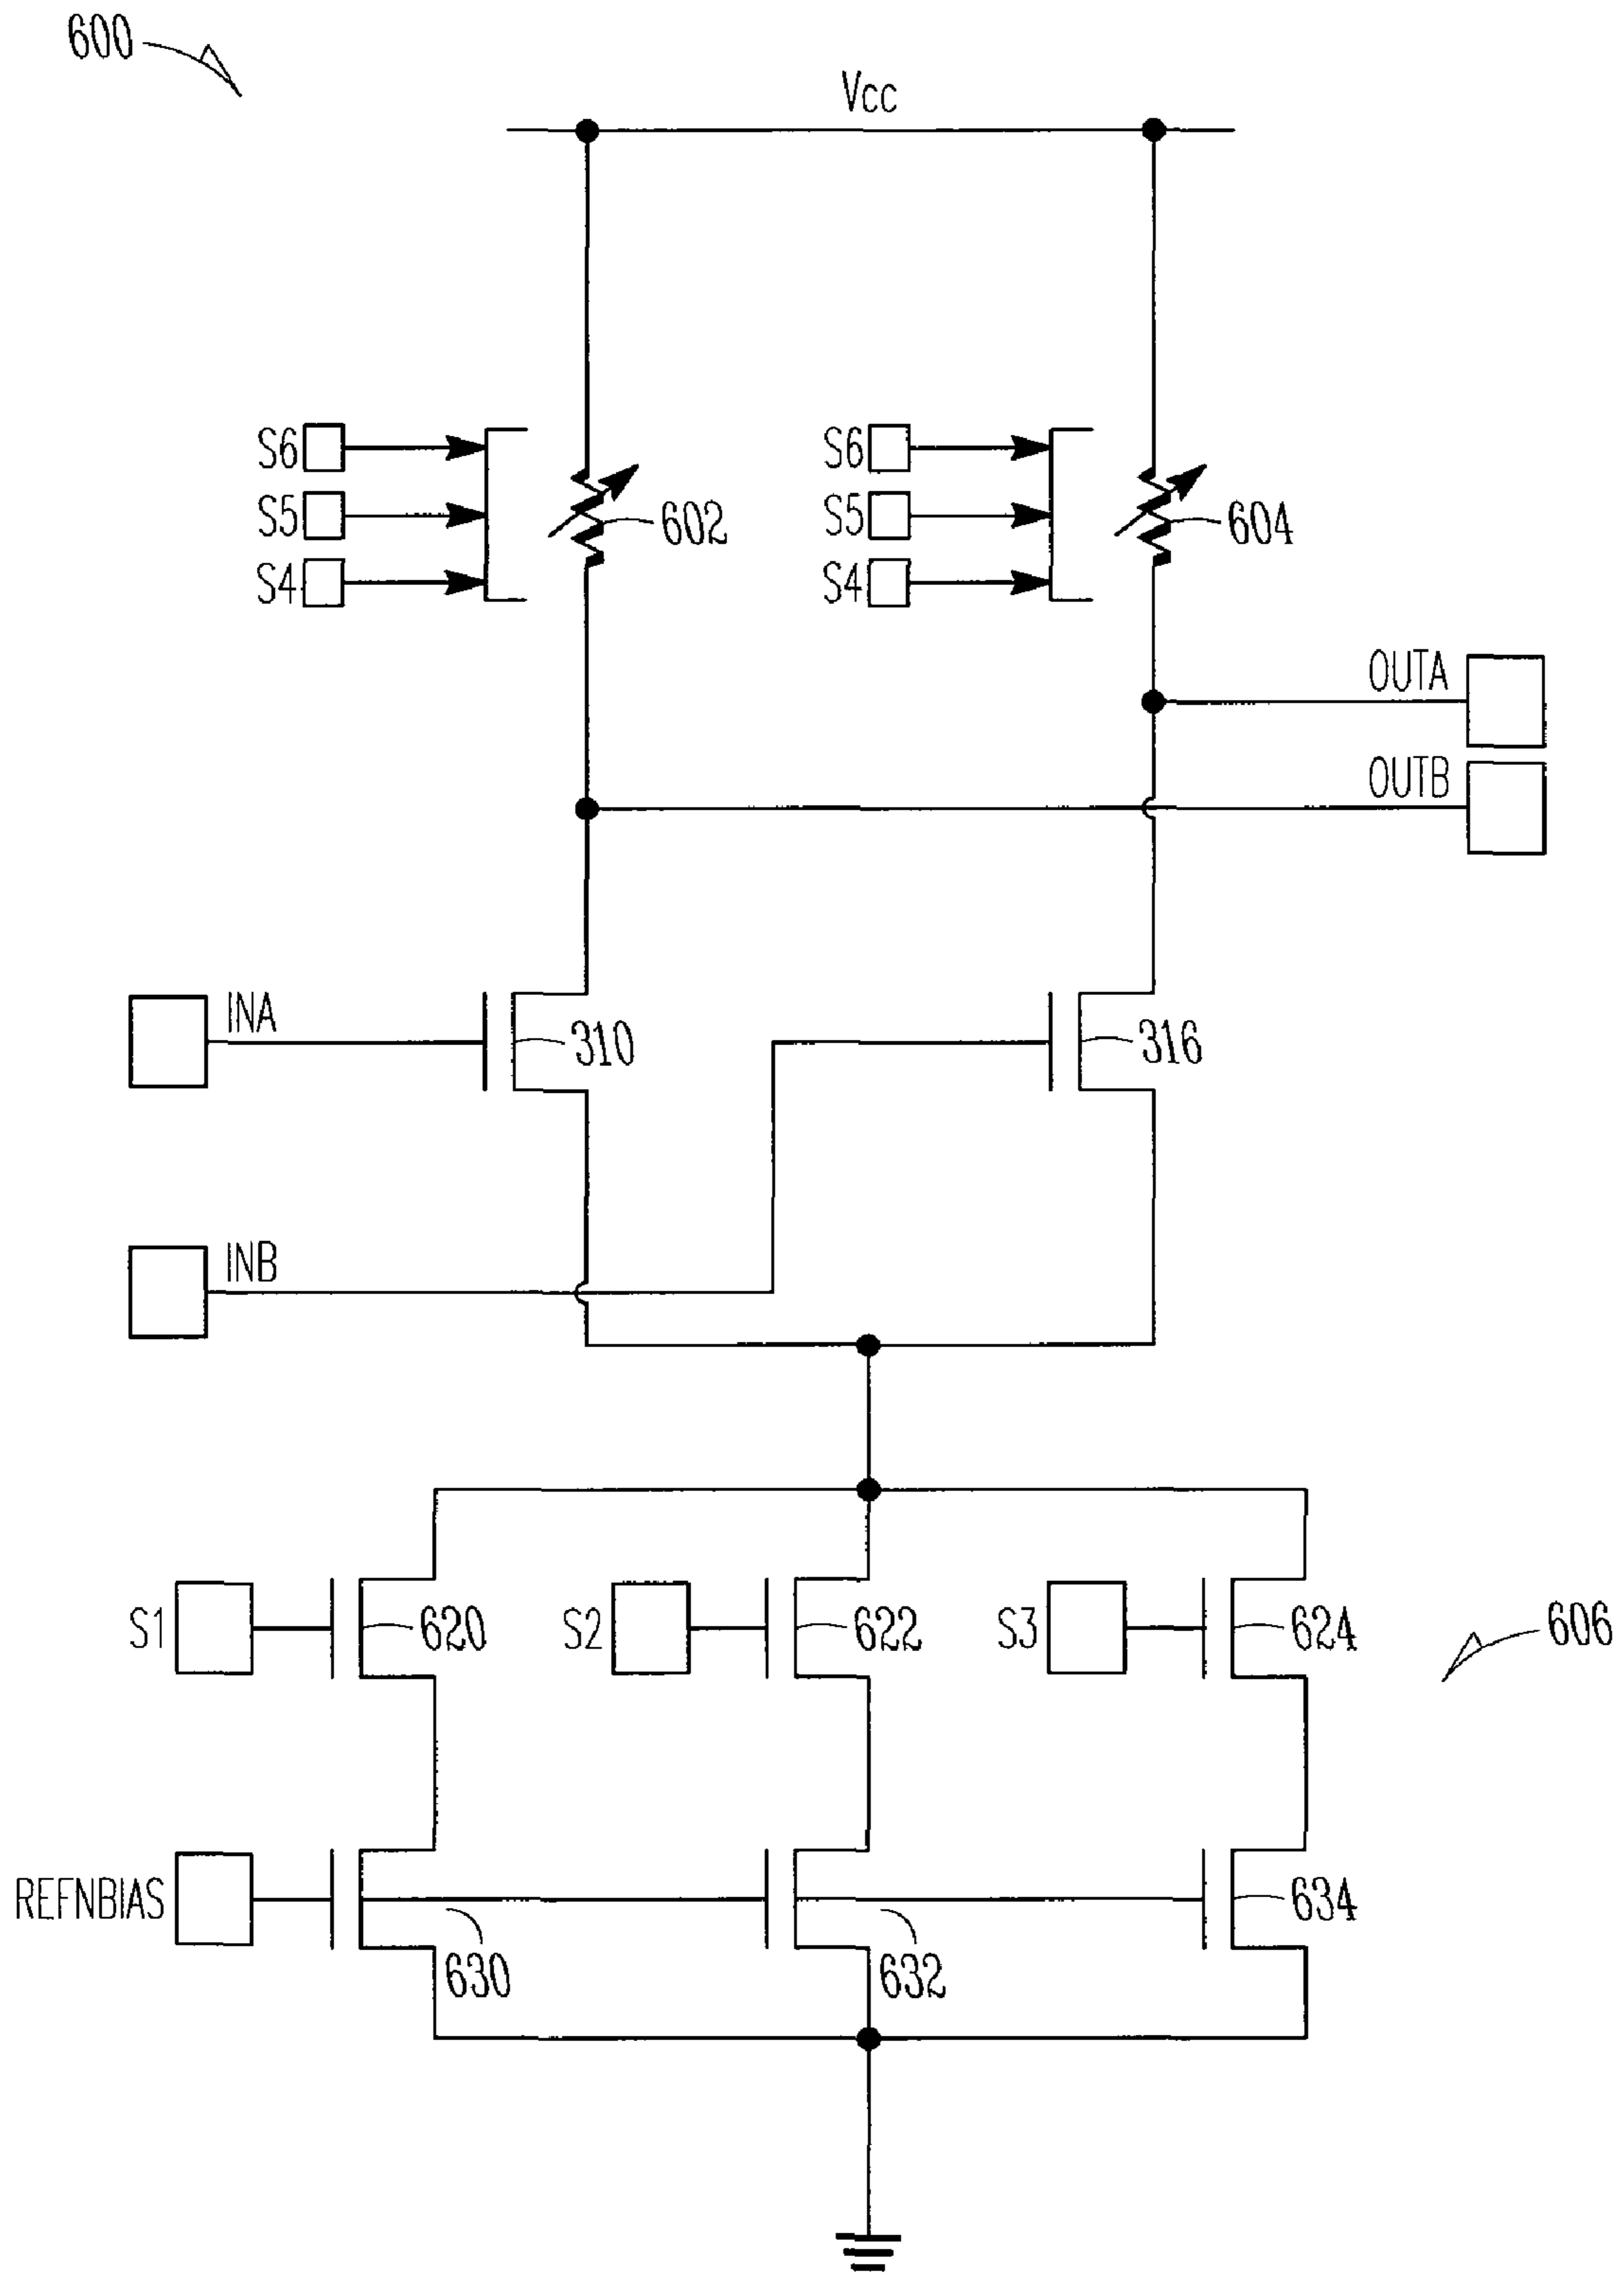 600
Vcc
S6
S6
S5
602
S5
604
S4
S4
OUTA
OUTB
INA
310
316
INB
S1
620
S2
622
S3
624
606
REFNBIAS
634
630
632